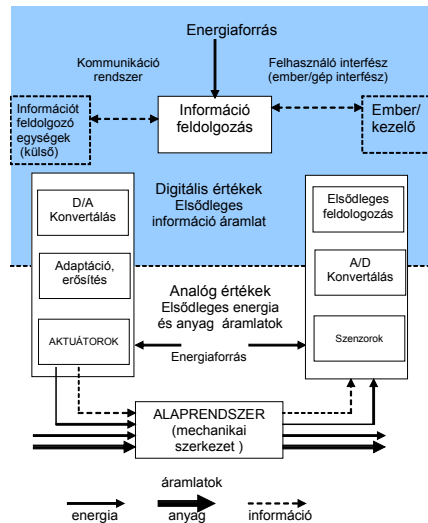 Energiaforrás
Kommunikáció
rendszer
Felhasználó interfész
(ember/gép interfész)
Információt
feldolgozó
egységek
(külső)
Információ
feldolgozás
Ember/
kezelő
D/A
Konvertálás
Digitális értékek
Elsődleges
információ áramlat
Elsődleges
feldologozás
Adaptáció,
erősítés
A/D
Konvertálás
Analóg értékek
Elsődleges energia
és anyag áramlatok
AKTUÁTOROK
Energiaforrás
Szenzorok
ALAPRENDSZER
(mechanikai
szerkezet )
áramlatok
energia
anyag
információ